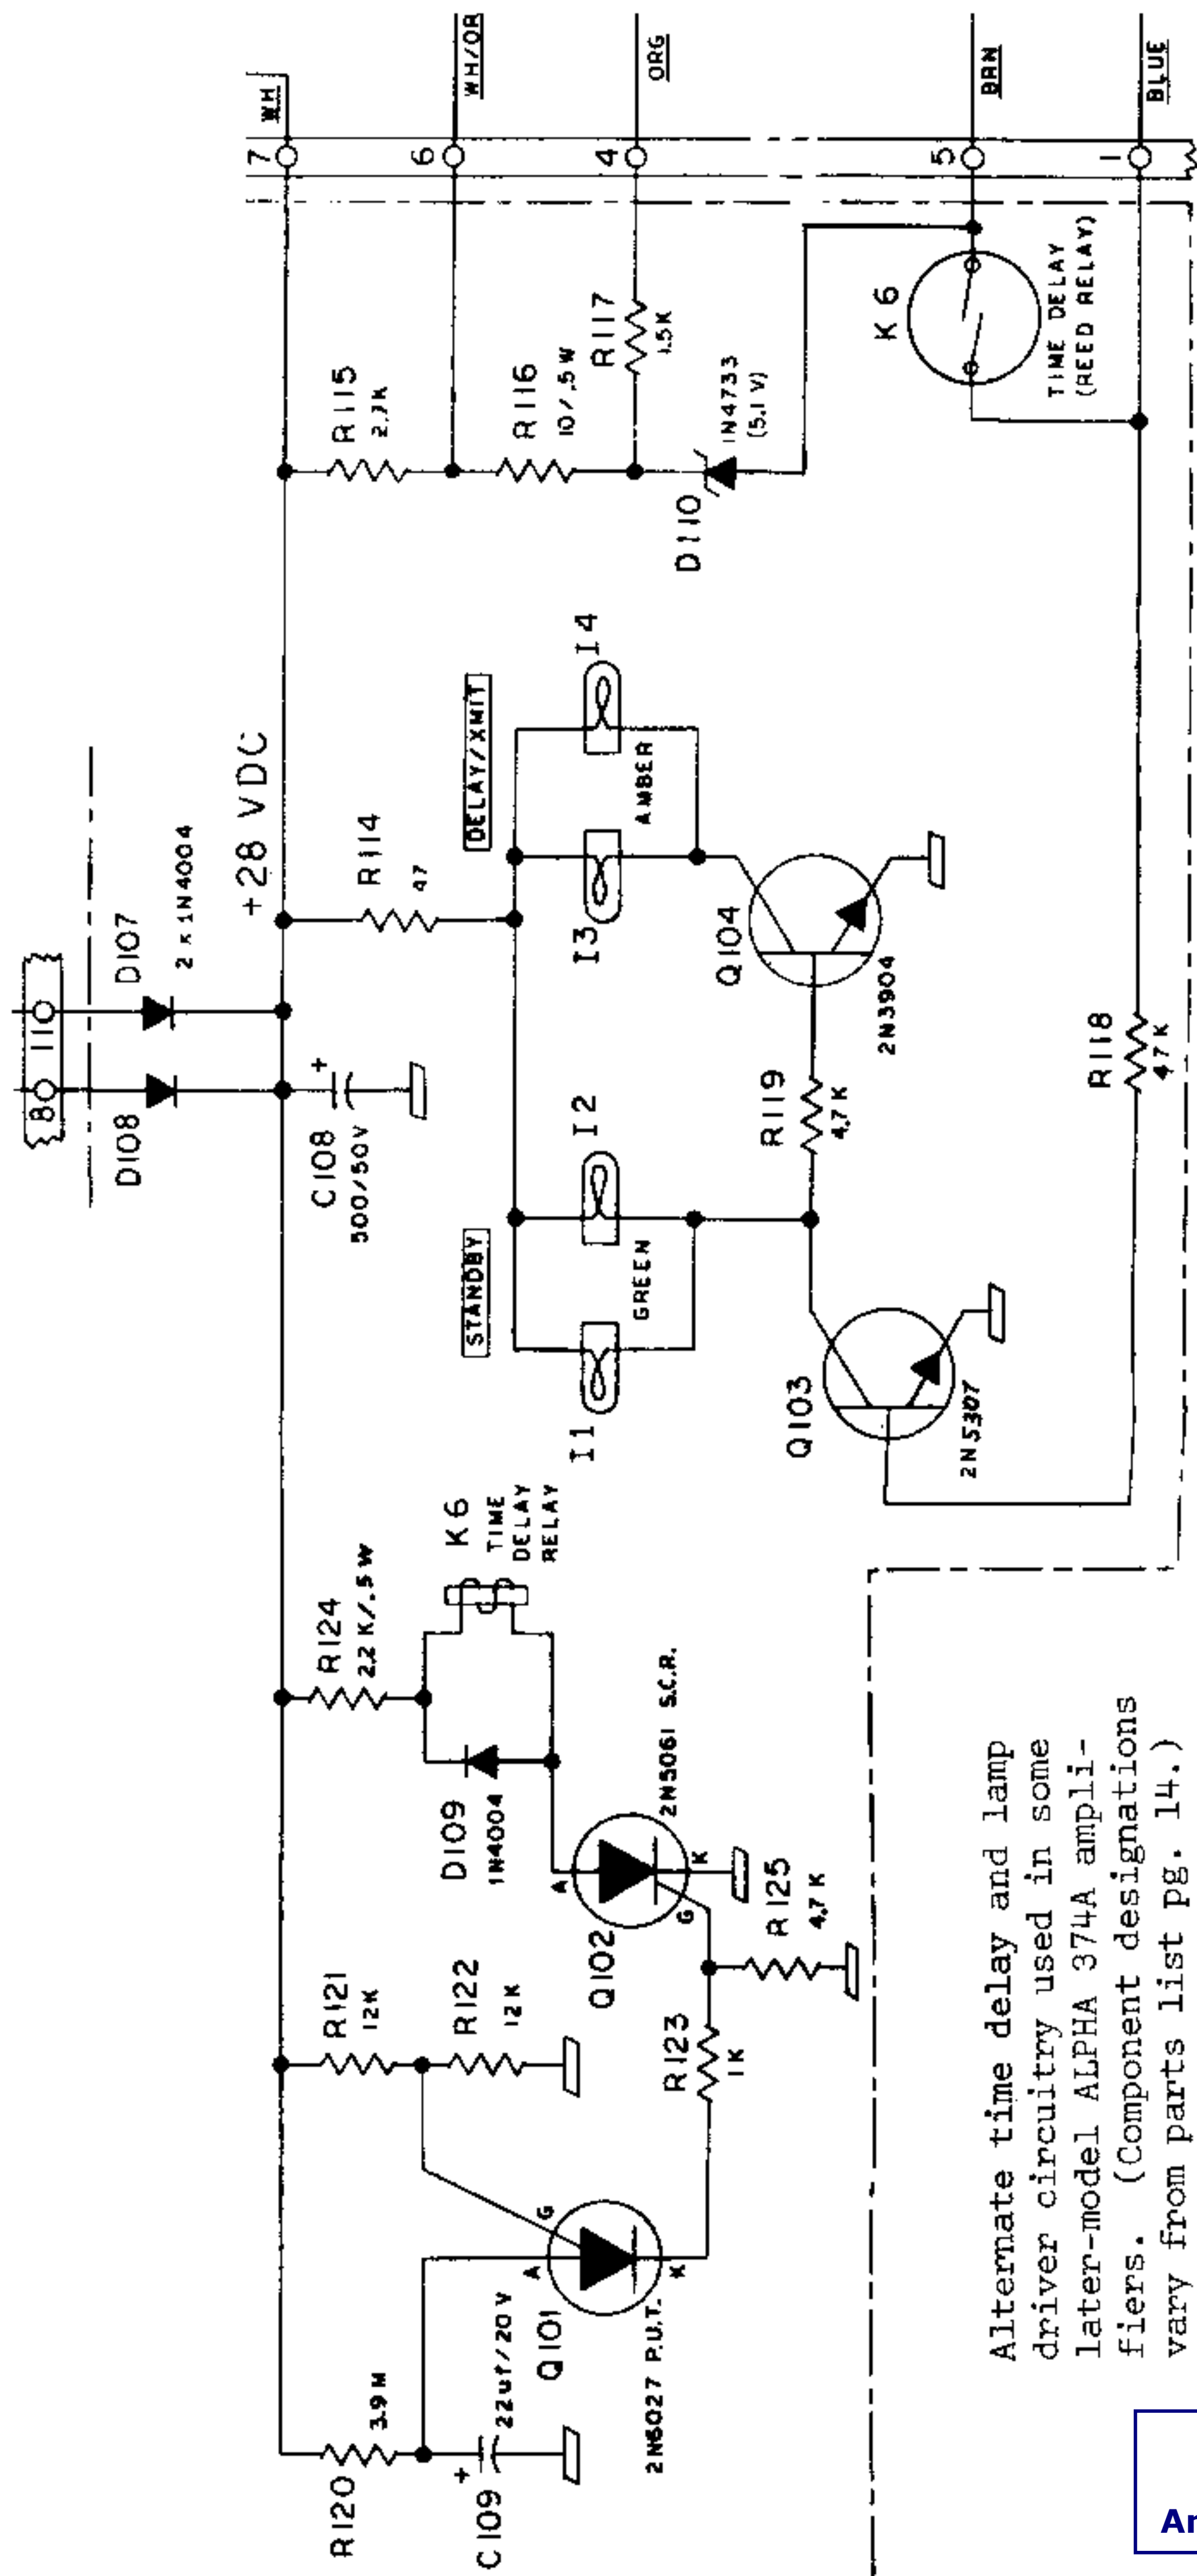 7
WH
6
WH/OR
4
ORG
5
BRN
1
BLUE
8
11
D108
D107
2 x 1N4004
+28 VDC
C108
+
500/50V
R115
2.7K
R116
10/.5W
R117
1.5K
D110
1N4733
(5.1 V)
K6
TIME DELAY
(REED RELAY)
R114
47
STANDBY
DELAY/XMIT
I1
I2
GREEN
I3
I4
AMBER
R119
4.7K
Q104
2N3904
Q103
2N5307
R118
47K
R120
3.9M
C109
+
22uf/20V
Q101
A
G
K
2N6027 P.U.T.
R121
12K
R122
12K
R123
1K
R124
2.2K/.5W
K6
TIME
DELAY
RELAY
D109
1N4004
Q102
A
G
K
2N5061 S.C.R.
R125
4.7K
Alternate time delay and lamp
driver circuitry used in some
later-model ALPHA 374A ampli-
fiers. (Component designations
vary from parts list pg. 14.)